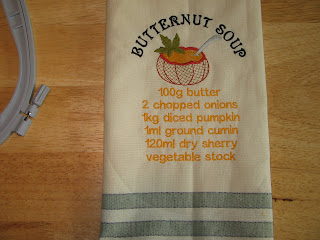 BUTTERNUT SOUP
100g butter
2 chopped onions
1kg diced pumpkin
1ml ground cumin
120ml dry sherry
vegetable stock